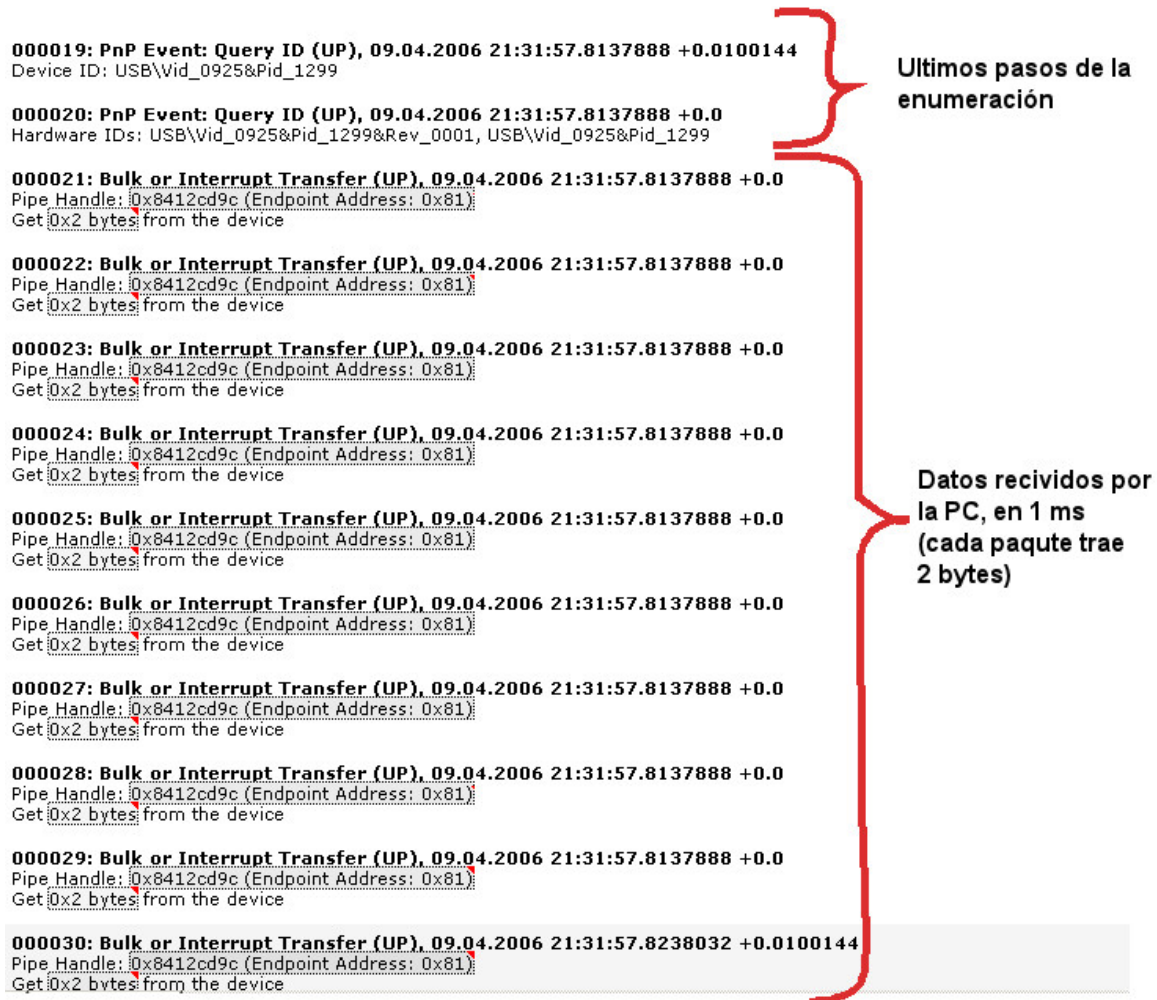 000019: PnP Event: Query ID (UP), 09.04.2006 21:31:57.8137888 +0.0100144
Device ID: USB\Vid_0925&Pid_1299
000020: PnP Event: Query ID (UP), 09.04.2006 21:31:57.8137888 +0.0
Hardware IDs: USB\Vid_0925&Pid_1299&Rev_0001, USB\Vid_0925&Pid_1299
Ultimos pasos de la
enumeración
000021: Bulk or Interrupt Transfer (UP), 09.04.2006 21:31:57.8137888 +0.0
Pipe Handle: 0x8412cd9c (Endpoint Address: 0x81)
Get 0x2 bytes from the device
000022: Bulk or Interrupt Transfer (UP), 09.04.2006 21:31:57.8137888 +0.0
Pipe Handle: 0x8412cd9c (Endpoint Address: 0x81)
Get 0x2 bytes from the device
000023: Bulk or Interrupt Transfer (UP), 09.04.2006 21:31:57.8137888 +0.0
Pipe Handle: 0x8412cd9c (Endpoint Address: 0x81)
Get 0x2 bytes from the device
000024: Bulk or Interrupt Transfer (UP), 09.04.2006 21:31:57.8137888 +0.0
Pipe Handle: 0x8412cd9c (Endpoint Address: 0x81)
Get 0x2 bytes from the device
000025: Bulk or Interrupt Transfer (UP), 09.04.2006 21:31:57.8137888 +0.0
Pipe Handle: 0x8412cd9c (Endpoint Address: 0x81)
Get 0x2 bytes from the device
000026: Bulk or Interrupt Transfer (UP), 09.04.2006 21:31:57.8137888 +0.0
Pipe Handle: 0x8412cd9c (Endpoint Address: 0x81)
Get 0x2 bytes from the device
000027: Bulk or Interrupt Transfer (UP), 09.04.2006 21:31:57.8137888 +0.0
Pipe Handle: 0x8412cd9c (Endpoint Address: 0x81)
Get 0x2 bytes from the device
000028: Bulk or Interrupt Transfer (UP), 09.04.2006 21:31:57.8137888 +0.0
Pipe Handle: 0x8412cd9c (Endpoint Address: 0x81)
Get 0x2 bytes from the device
000029: Bulk or Interrupt Transfer (UP), 09.04.2006 21:31:57.8137888 +0.0
Pipe Handle: 0x8412cd9c (Endpoint Address: 0x81)
Get 0x2 bytes from the device
000030: Bulk or Interrupt Transfer (UP), 09.04.2006 21:31:57.8238032 +0.0100144
Pipe Handle: 0x8412cd9c (Endpoint Address: 0x81)
Get 0x2 bytes from the device
Datos recividos por
la PC, en 1 ms
(cada paqute trae
2 bytes)